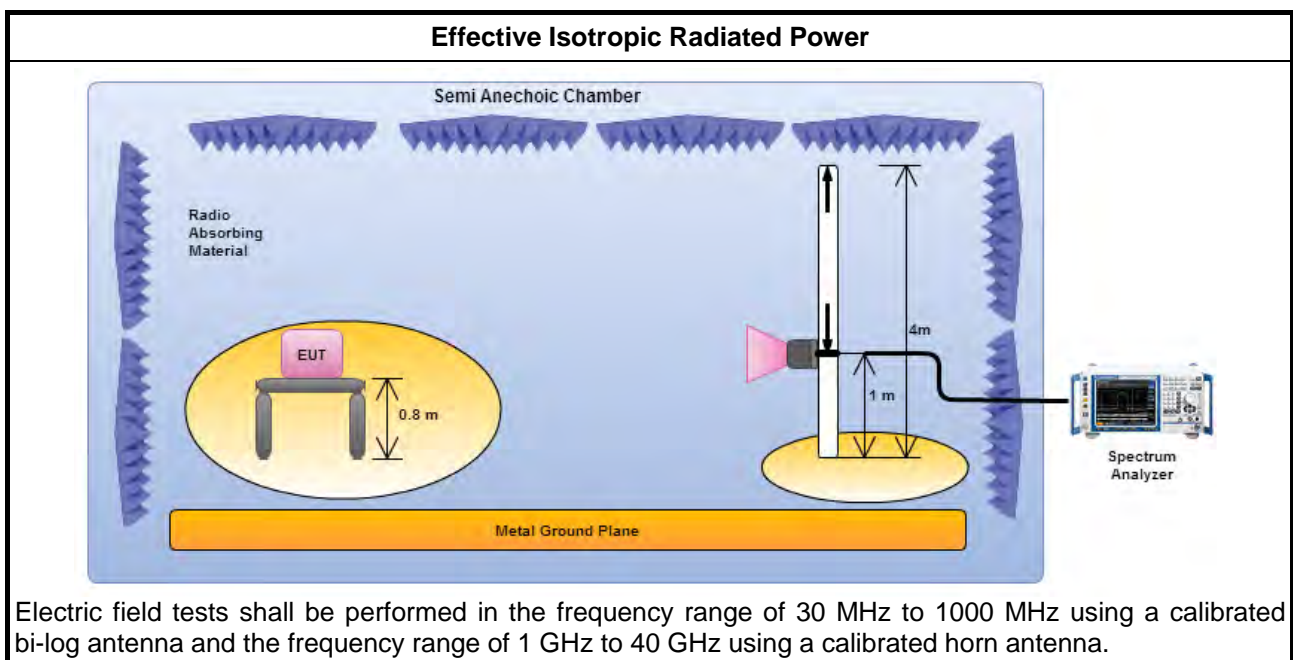 Effective Isotropic Radiated Power
Semi Anechoic Chamber
Radio
Absorbing
Material
EUT
0.8 m
4m
1 m
Spectrum
Analyzer
Metal Ground Plane
Electric field tests shall be performed in the frequency range of 30 MHz to 1000 MHz using a calibrated
bi-log antenna and the frequency range of 1 GHz to 40 GHz using a calibrated horn antenna.